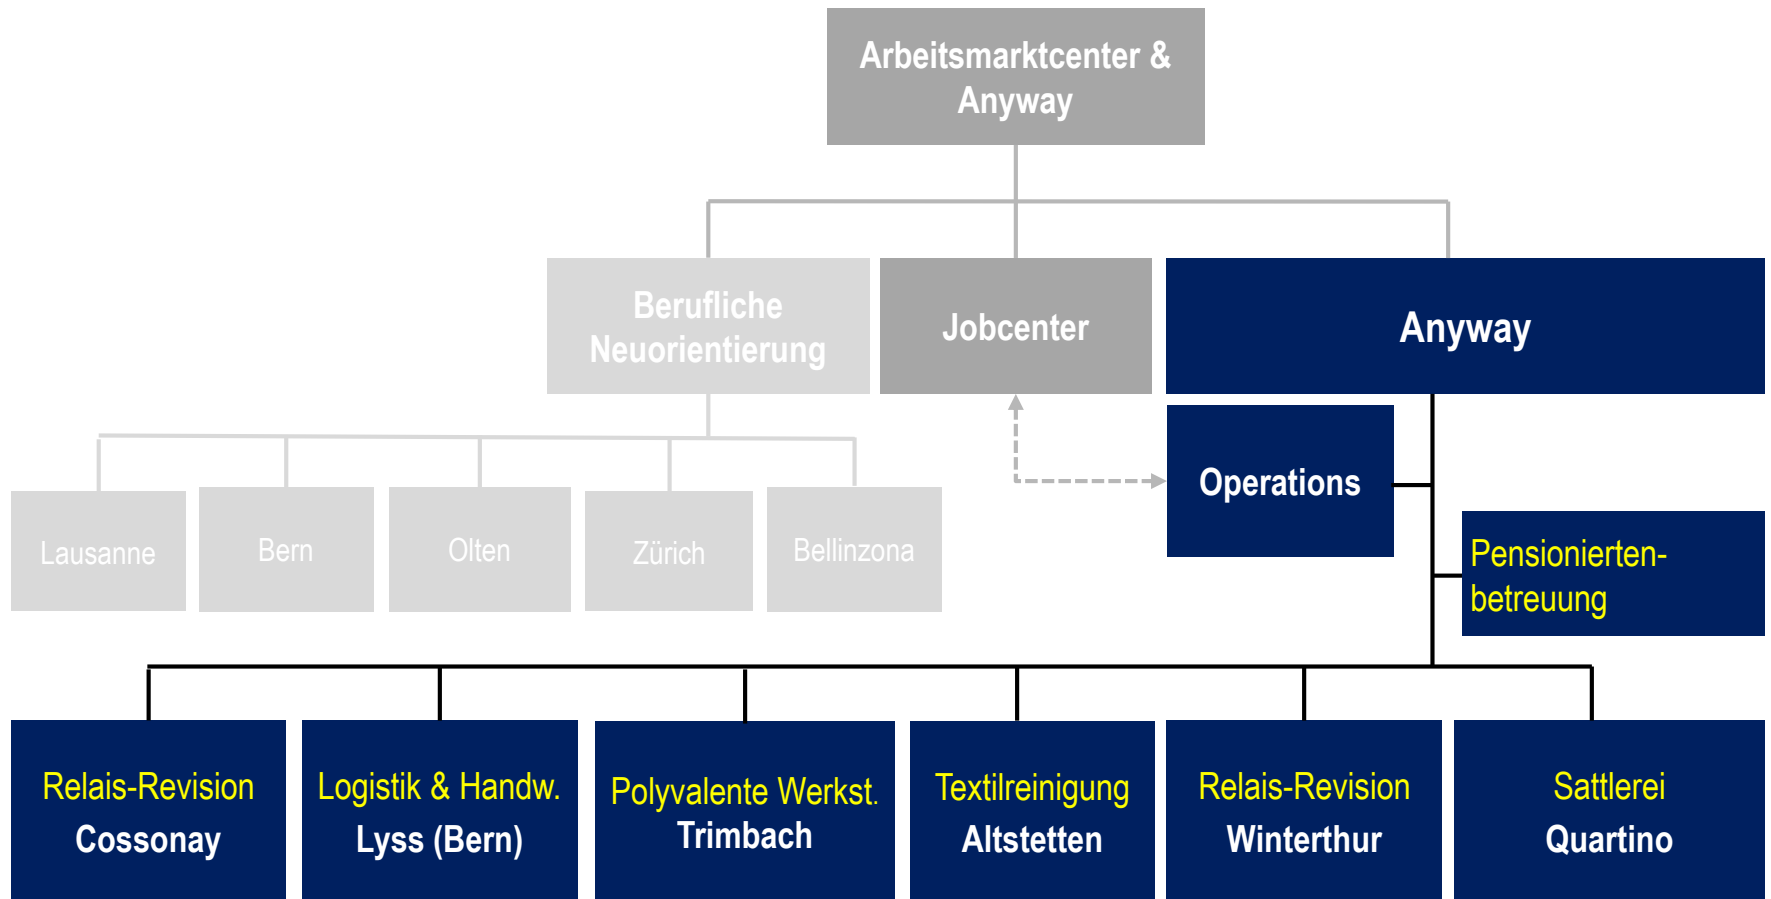 Arbeitsmarktcenter &
Anyway
Berufliche
Neuorientierung
Jobcenter
Anyway
Operations
Lausanne
Bern
Olten
Zürich
Bellinzona
Pensionierten-
betreuung
Relais-Revision
Cossonay
Logistik & Handw.
Lyss (Bern)
Polyvalente Werkst.
Trimbach
Textilreinigung
Altstetten
Relais-Revision
Winterthur
Sattlerei
Quartino